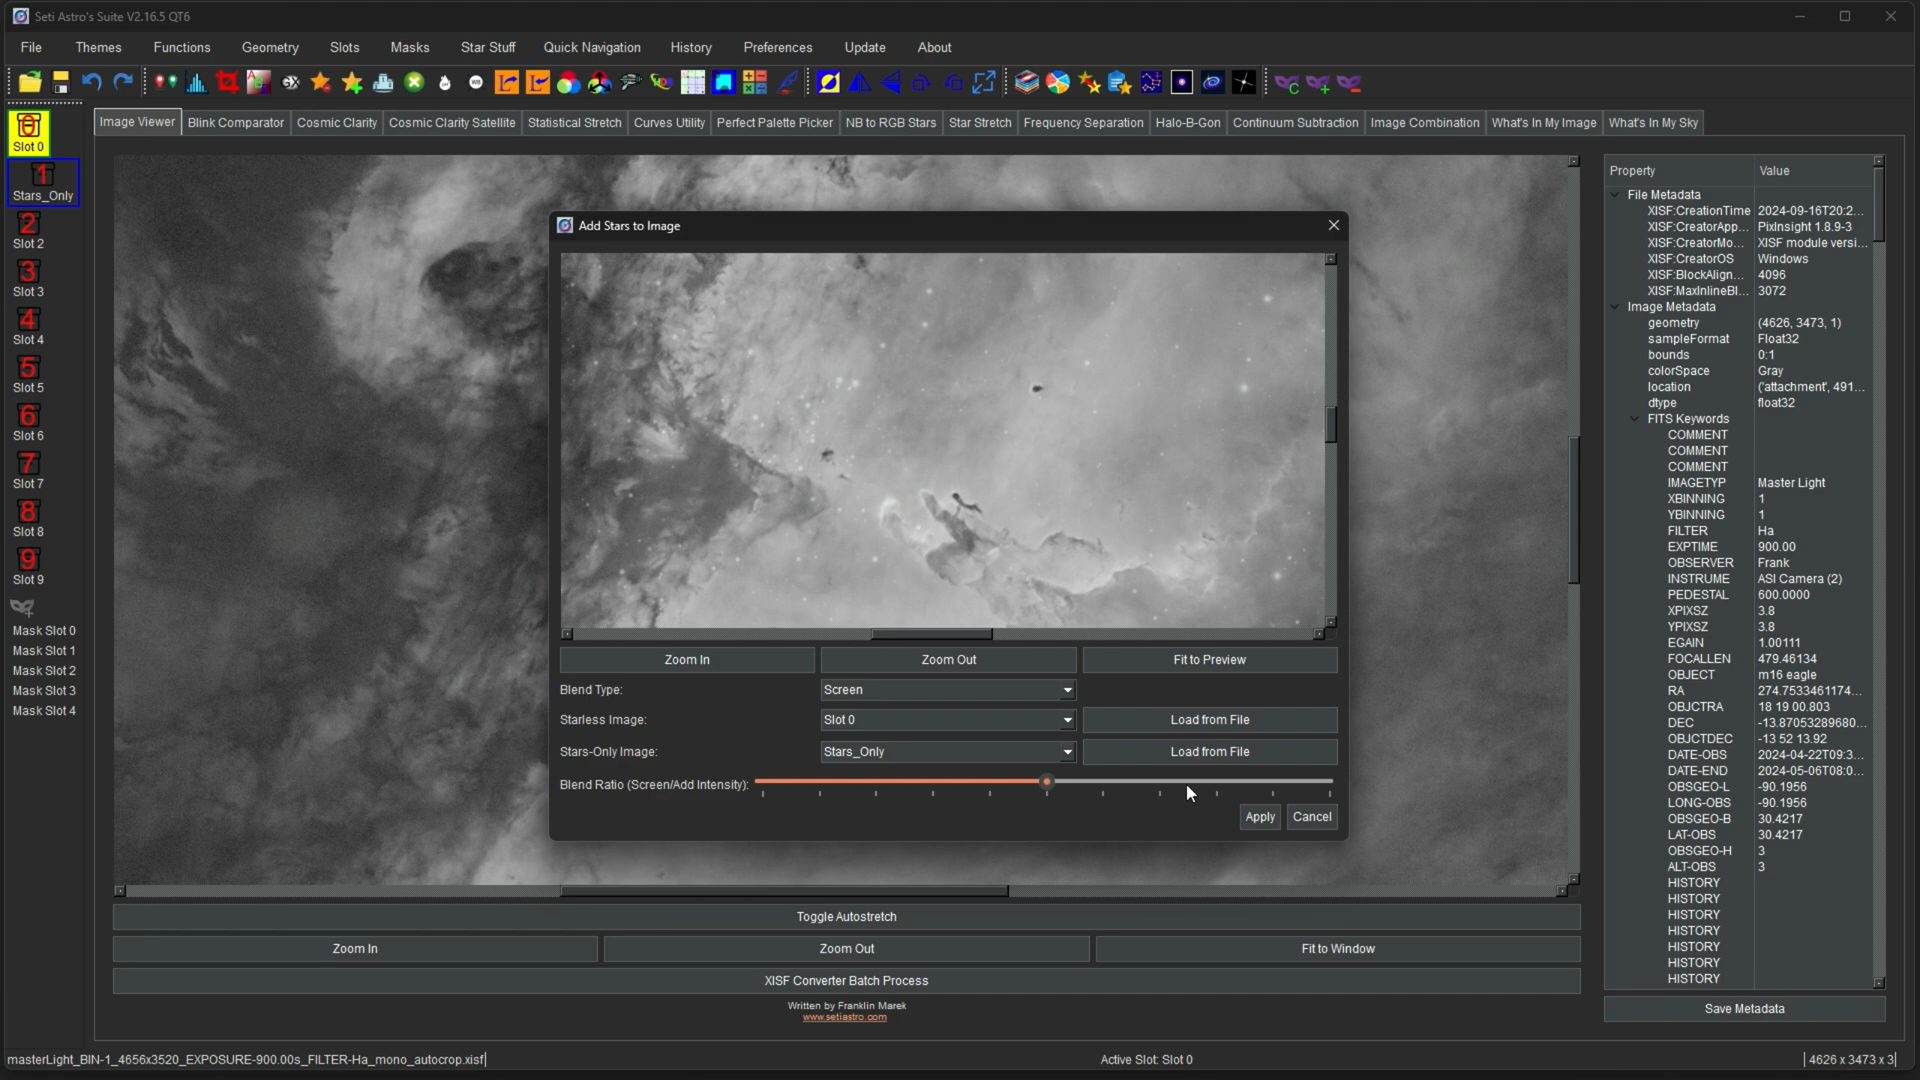 Seti Astro's Suite V2.16.5 QT6
File Themes Functions Geometry Slots Masks Star Stuff Quick Navigation History Preferences Update About
Image Viewer Blink Comparator Cosmic Clarity Cosmic Clarity Satellite Statistical Stretch Curves Utility Perfect Palette Picker NB to RGB Stars Star Stretch Frequency Separation Halo-B-Gon Continuum Subtraction Image Combination What's In My Image What's In My Sky
0
Slot 0
1
Stars_Only
2
Slot 2
3
Slot 3
4
Slot 4
5
Slot 5
6
Slot 6
7
Slot 7
8
Slot 8
9
Slot 9
Mask Slot 0
Mask Slot 1
Mask Slot 2
Mask Slot 3
Mask Slot 4
Add Stars to Image
Zoom In Zoom Out Fit to Preview
Blend Type: Screen
Starless Image: Slot 0 Load from File
Stars-Only Image: Stars_Only Load from File
Blend Ratio (Screen/Add Intensity):
Apply Cancel
Toggle Autostretch
Zoom In Zoom Out Fit to Window
XISF Converter Batch Process
Written by Franklin Marek
www.setiastro.com
Property Value
File Metadata
XISF:CreationTime 2024-09-16T20:2...
XISF:CreatorApp... PixInsight 1.8.9-3
XISF:CreatorMo... XISF module versi...
XISF:CreatorOS Windows
XISF:BlockAlign... 4096
XISF:MaxInlineBl... 3072
Image Metadata
geometry (4626, 3473, 1)
sampleFormat Float32
bounds 0:1
colorSpace Gray
location ('attachment', 491...
dtype float32
FITS Keywords
COMMENT
COMMENT
COMMENT
IMAGETYP Master Light
XBINNING 1
YBINNING 1
FILTER Ha
EXPTIME 900.00
OBSERVER Frank
INSTRUME ASI Camera (2)
PEDESTAL 600.0000
XPIXSZ 3.8
YPIXSZ 3.8
EGAIN 1.00111
FOCALLEN 479.46134
OBJECT m16 eagle
RA 274.7533461174...
OBJCTRA 18 19 00.803
DEC -13.87053289680...
OBJCTDEC -13 52 13.92
DATE-OBS 2024-04-22T09:3...
DATE-END 2024-05-06T08:0...
OBSGEO-L -90.1956
LONG-OBS -90.1956
OBSGEO-B 30.4217
LAT-OBS 30.4217
OBSGEO-H 3
ALT-OBS 3
HISTORY
HISTORY
HISTORY
HISTORY
HISTORY
HISTORY
HISTORY
Save Metadata
masterLight_BIN-1_4656x3520_EXPOSURE-900.00s_FILTER-Ha_mono_autocrop.xisf
Active Slot: Slot 0
4626 x 3473 x 3